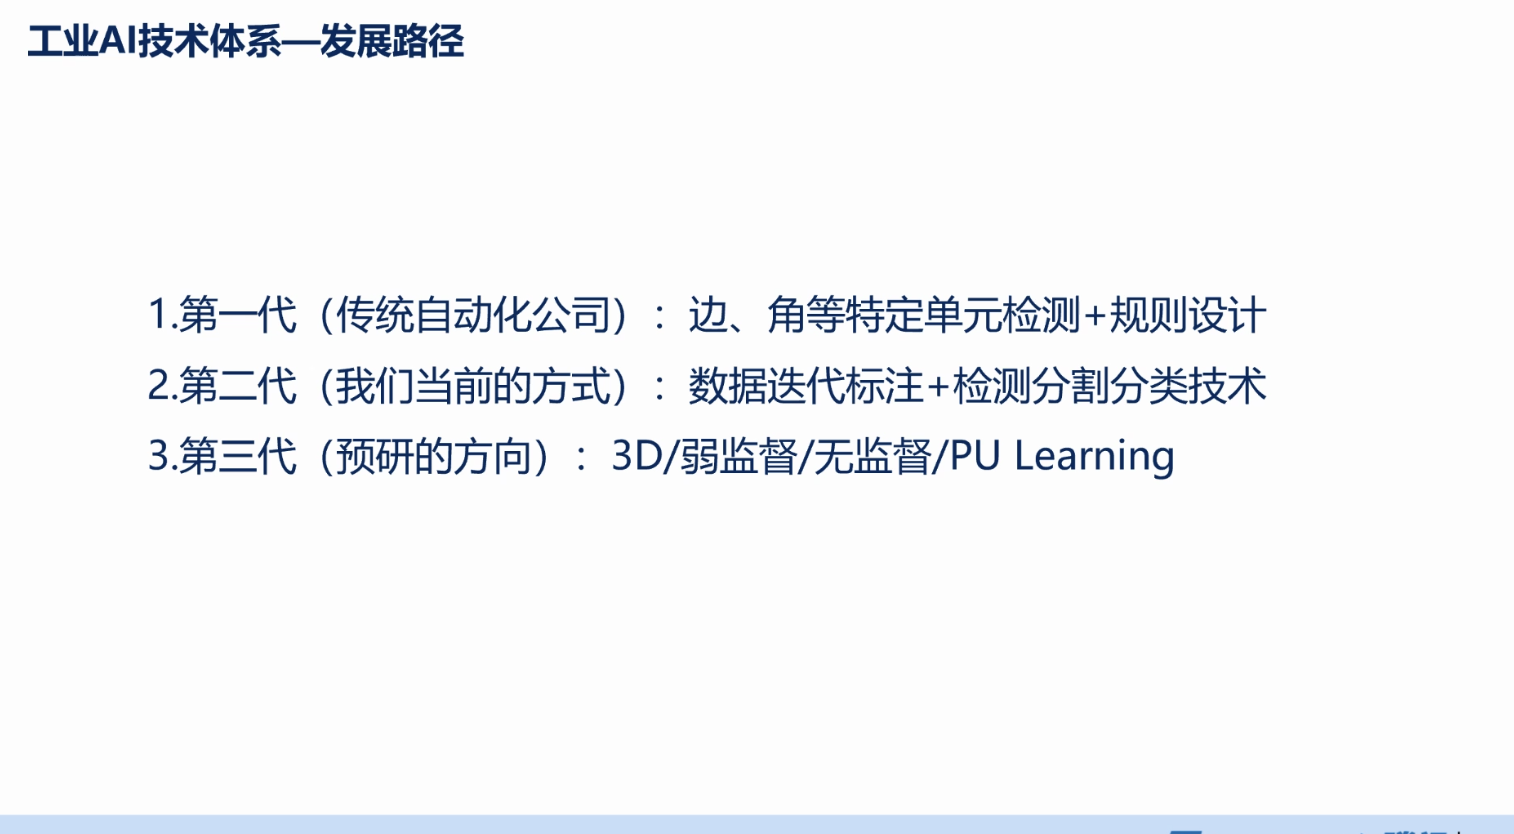 工业AI技术体系—发展路径
1.第一代（传统自动化公司）：边、角等特定单元检测+规则设计
2.第二代（我们当前的方式）：数据迭代标注+检测分割分类技术
3.第三代（预研的方向）：3D/弱监督/无监督/PU Learning